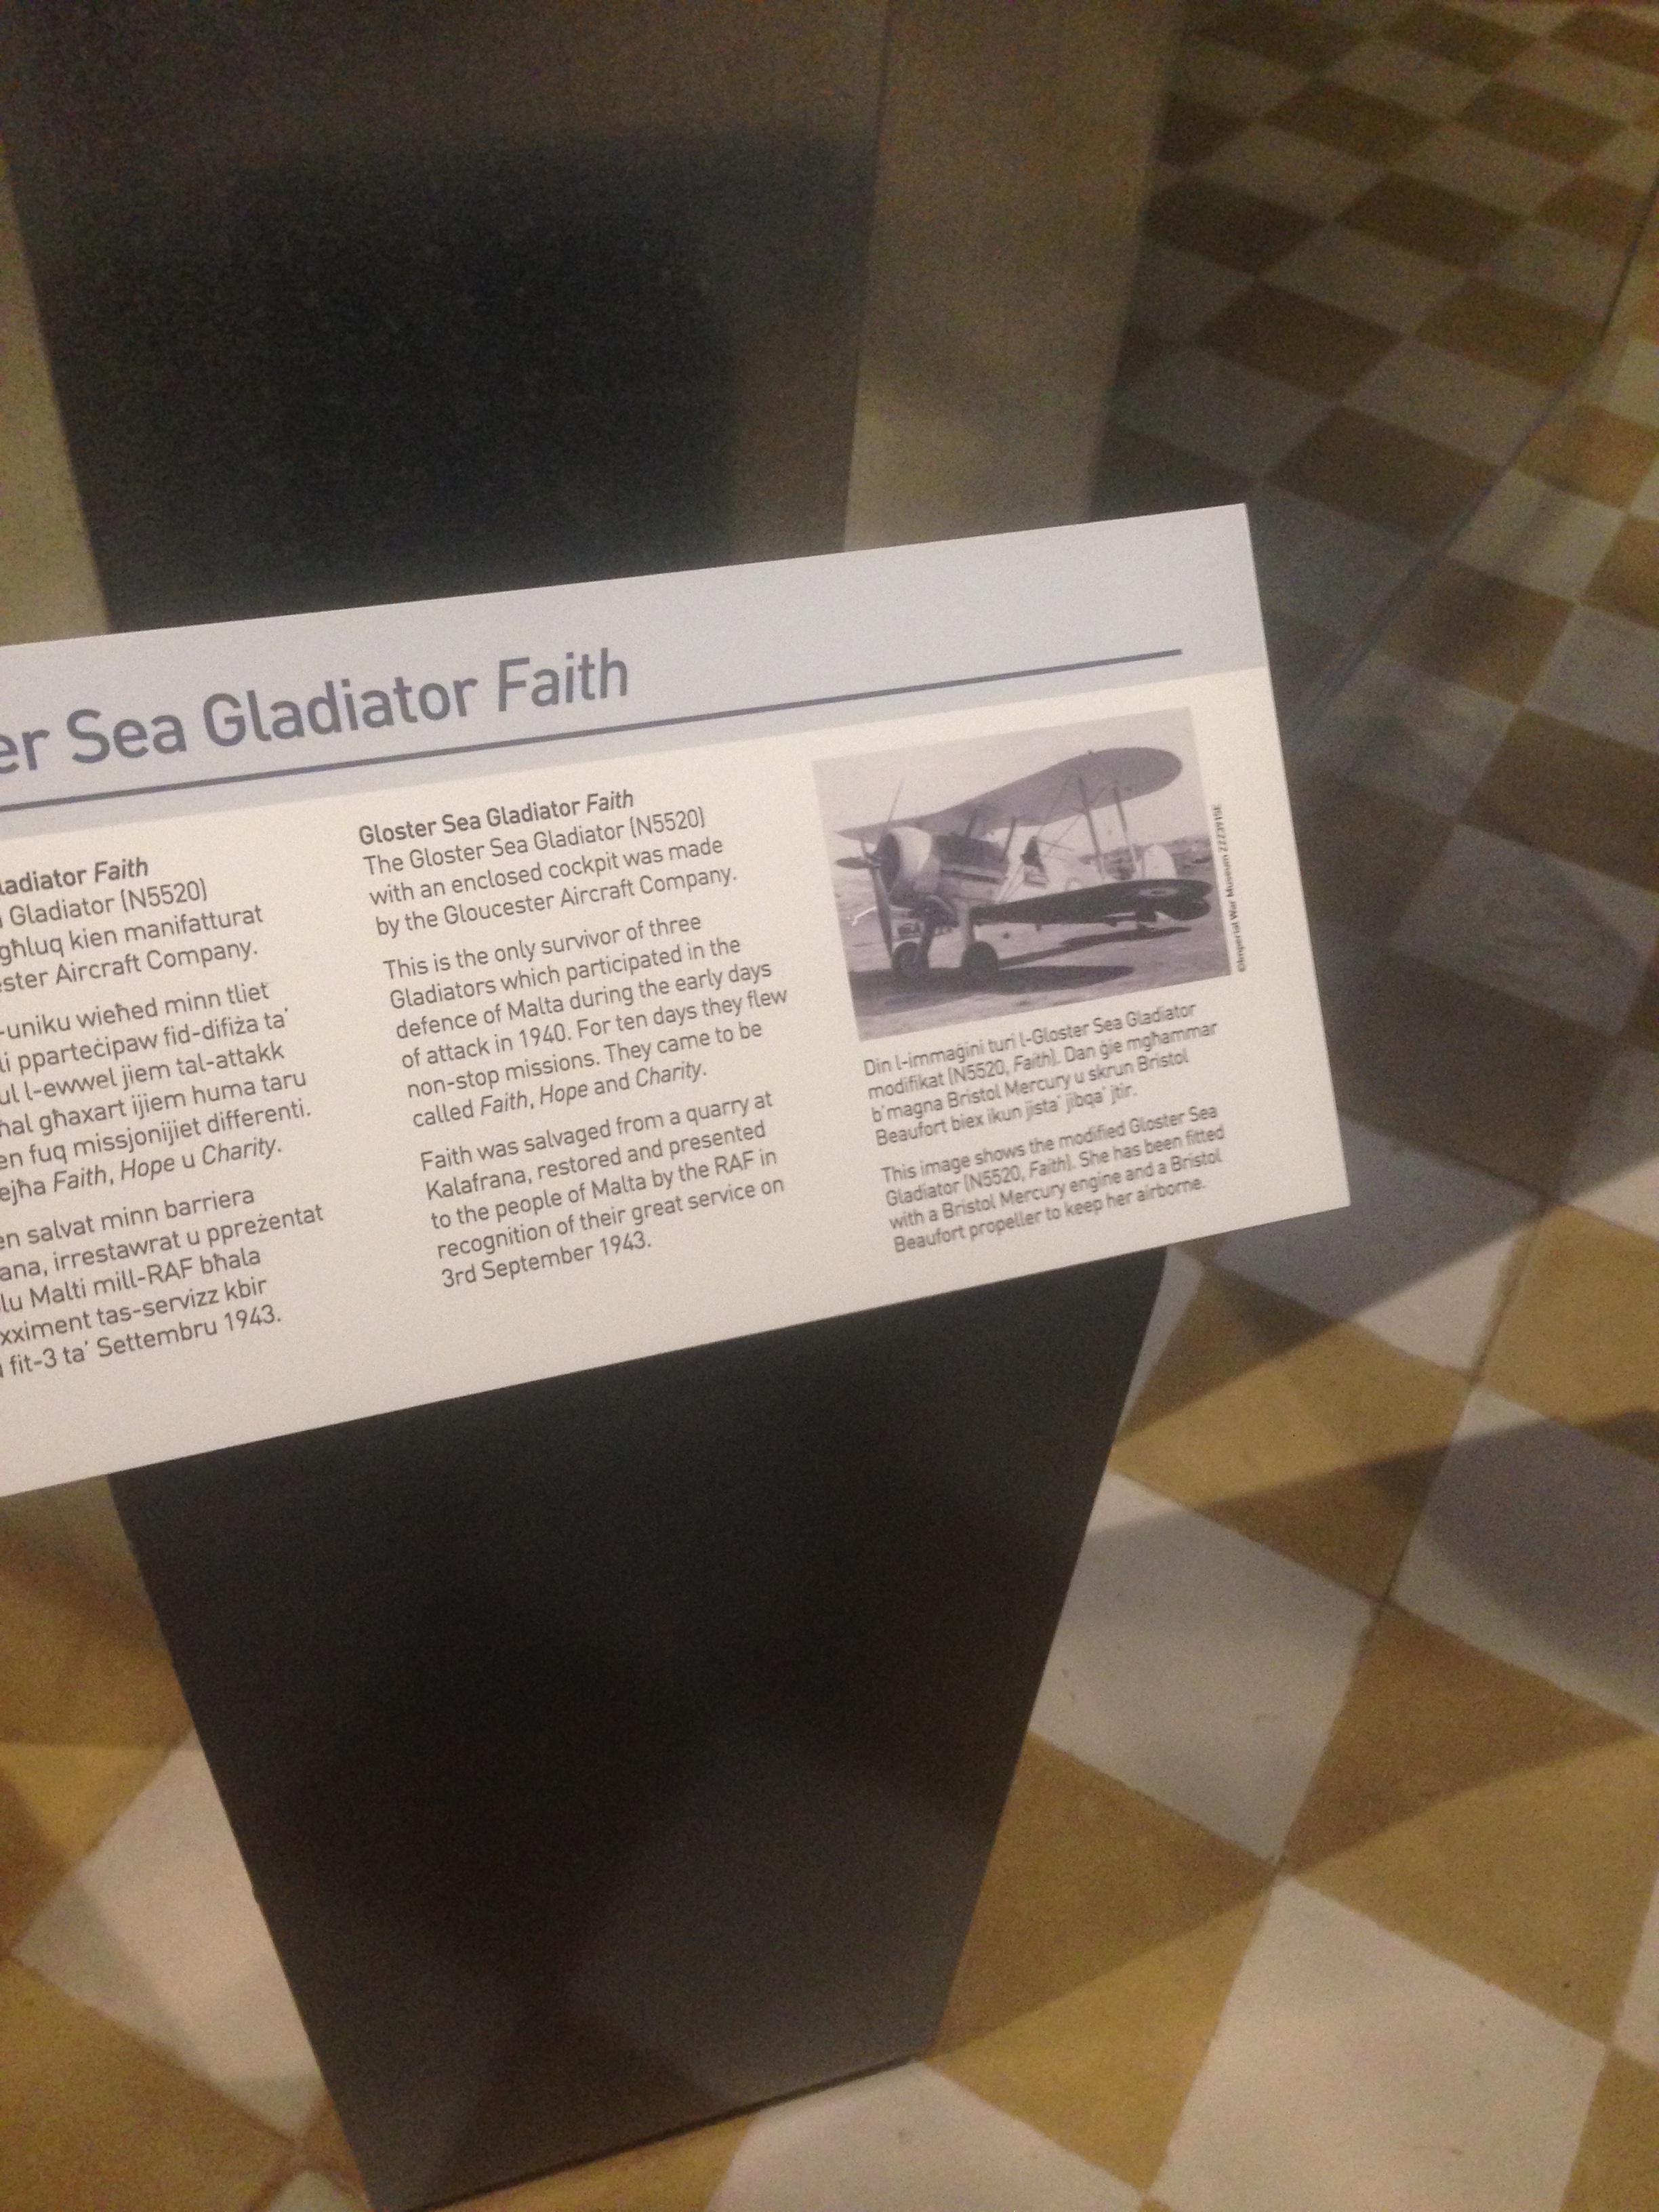 er Sea Gladiator Faith
ladiator Faith
Gladiator (N5520)
għluq kien manifatturat
ster Aircraft Company.
-uniku wieħed minn tliet
li pparteċipaw fid-difiża ta'
ul l-ewwel jiem tal-attakk
ħal għaxart ijiem huma taru
en fuq missjonijiet differenti.
ejħa Faith, Hope u Charity.
en salvat minn barriera
ana, irrestawrat u ppreżentat
lu Malti mill-RAF bħala
xximent tas-servizz kbir
fit-3 ta' Settembru 1943.
Gloster Sea Gladiator Faith
The Gloster Sea Gladiator (N5520)
with an enclosed cockpit was made
by the Gloucester Aircraft Company.
This is the only survivor of three
Gladiators which participated in the
defence of Malta during the early days
of attack in 1940. For ten days they flew
non-stop missions. They came to be
called Faith, Hope and Charity.
Faith was salvaged from a quarry at
Kalafrana, restored and presented
to the people of Malta by the RAF in
recognition of their great service on
3rd September 1943.
©Imperial War Museum
Din l-immaġini turi l-Gloster Sea Gladiator
modifikat (N5520, Faith). Dan ġie mgħammar
b'magna Bristol Mercury u skrun Bristol
Beaufort biex ikun jista' jibqa' jtir.
This image shows the modified Gloster Sea
Gladiator (N5520, Faith). She has been fitted
with a Bristol Mercury engine and a Bristol
Beaufort propeller to keep her airborne.